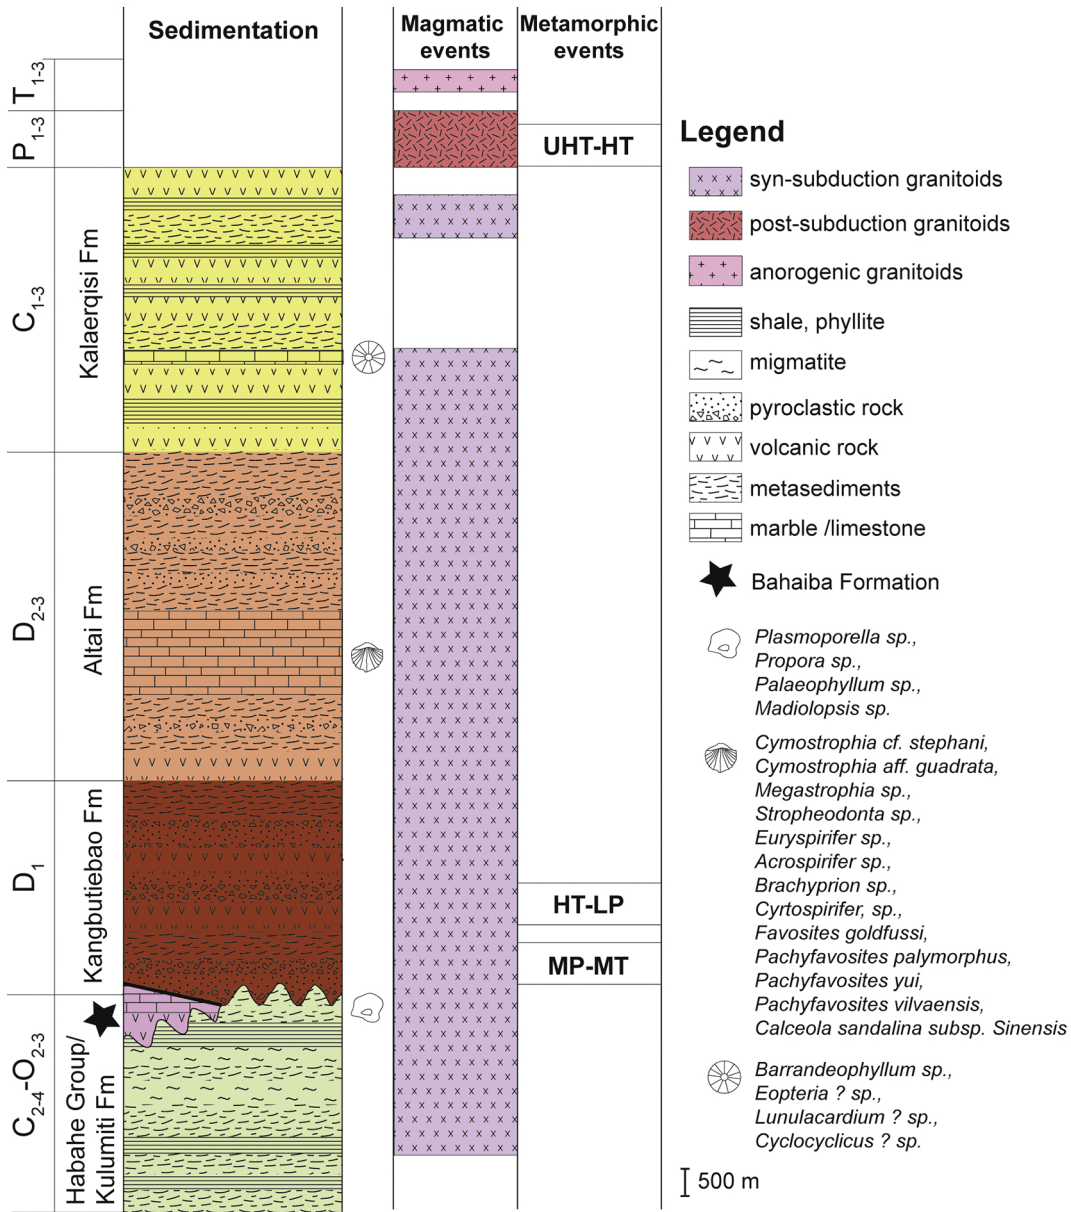 Sedimentation
Magmatic
events
Metamorphic
events
T1-3
P1-3
C1-3
D2-3
D1
C2-4-O2-3
Kalaerqisi Fm
Altai Fm
Kangbutiebao Fm
Habahe Group/
Kulumiti Fm
UHT-HT
HT-LP
MP-MT
Legend
syn-subduction granitoids
post-subduction granitoids
anorogenic granitoids
shale, phyllite
migmatite
pyroclastic rock
volcanic rock
metasediments
marble /limestone
Bahaiba Formation
Plasmoporella sp.,
Propora sp.,
Palaeophyllum sp.,
Madiolopsis sp.
Cymostrophia cf. stephani,
Cymostrophia aff. guadrata,
Megastrophia sp.,
Stropheodonta sp.,
Euryspirifer sp.,
Acrospirifer sp.,
Brachyprion sp.,
Cyrtospirifer, sp.,
Favosites goldfussi,
Pachyfavosites palymorphus,
Pachyfavosites yui,
Pachyfavosites vilvaensis,
Calceola sandalina subsp. Sinensis
Barrandeophyllum sp.,
Eopteria ? sp.,
Lunulacardium ? sp.,
Cyclocyclicus ? sp.
500 m